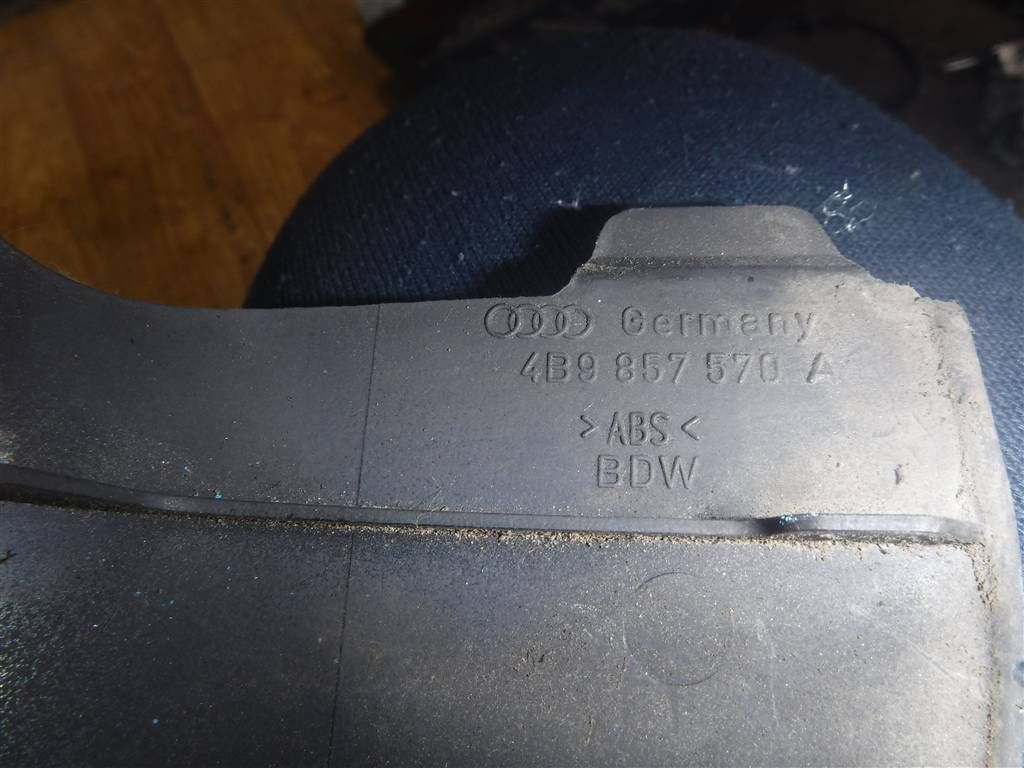 Germany
4B9 857 570 A
>ABS<
BDW